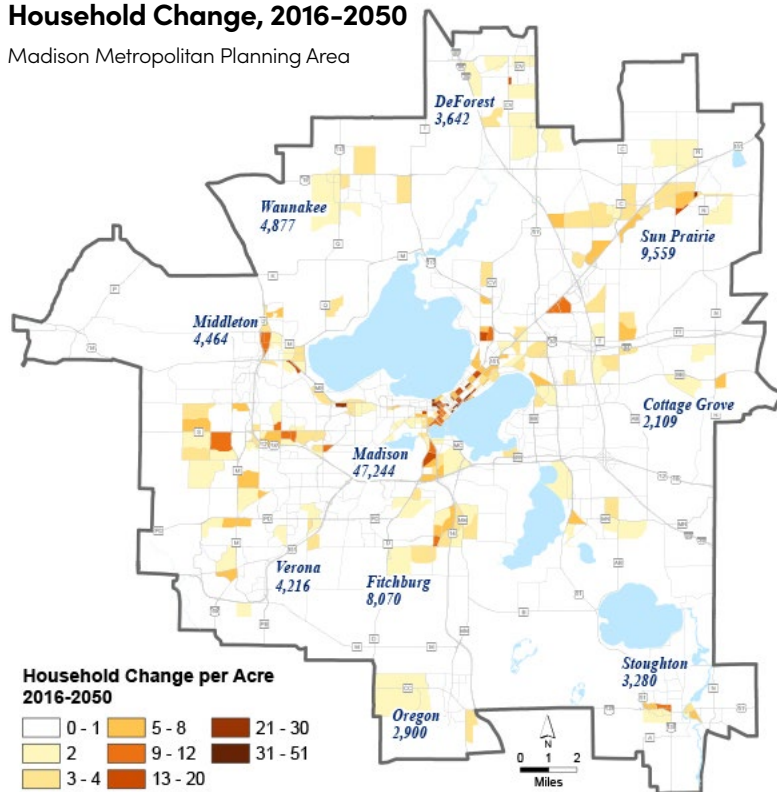 Household Change, 2016-2050
Madison Metropolitan Planning Area
DeForest
3,642
Waunakee
4,877
Sun Prairie
9,559
Middleton
4,464
Cottage Grove
2,109
Madison
47,244
Verona
4,216
Fitchburg
8,070
Stoughton
3,280
Oregon
2,900
Household Change per Acre
2016-2050
0 - 1
5 - 8
21 - 30
2
9 - 12
31 - 51
3 - 4
13 - 20
N
0 1 2
Miles